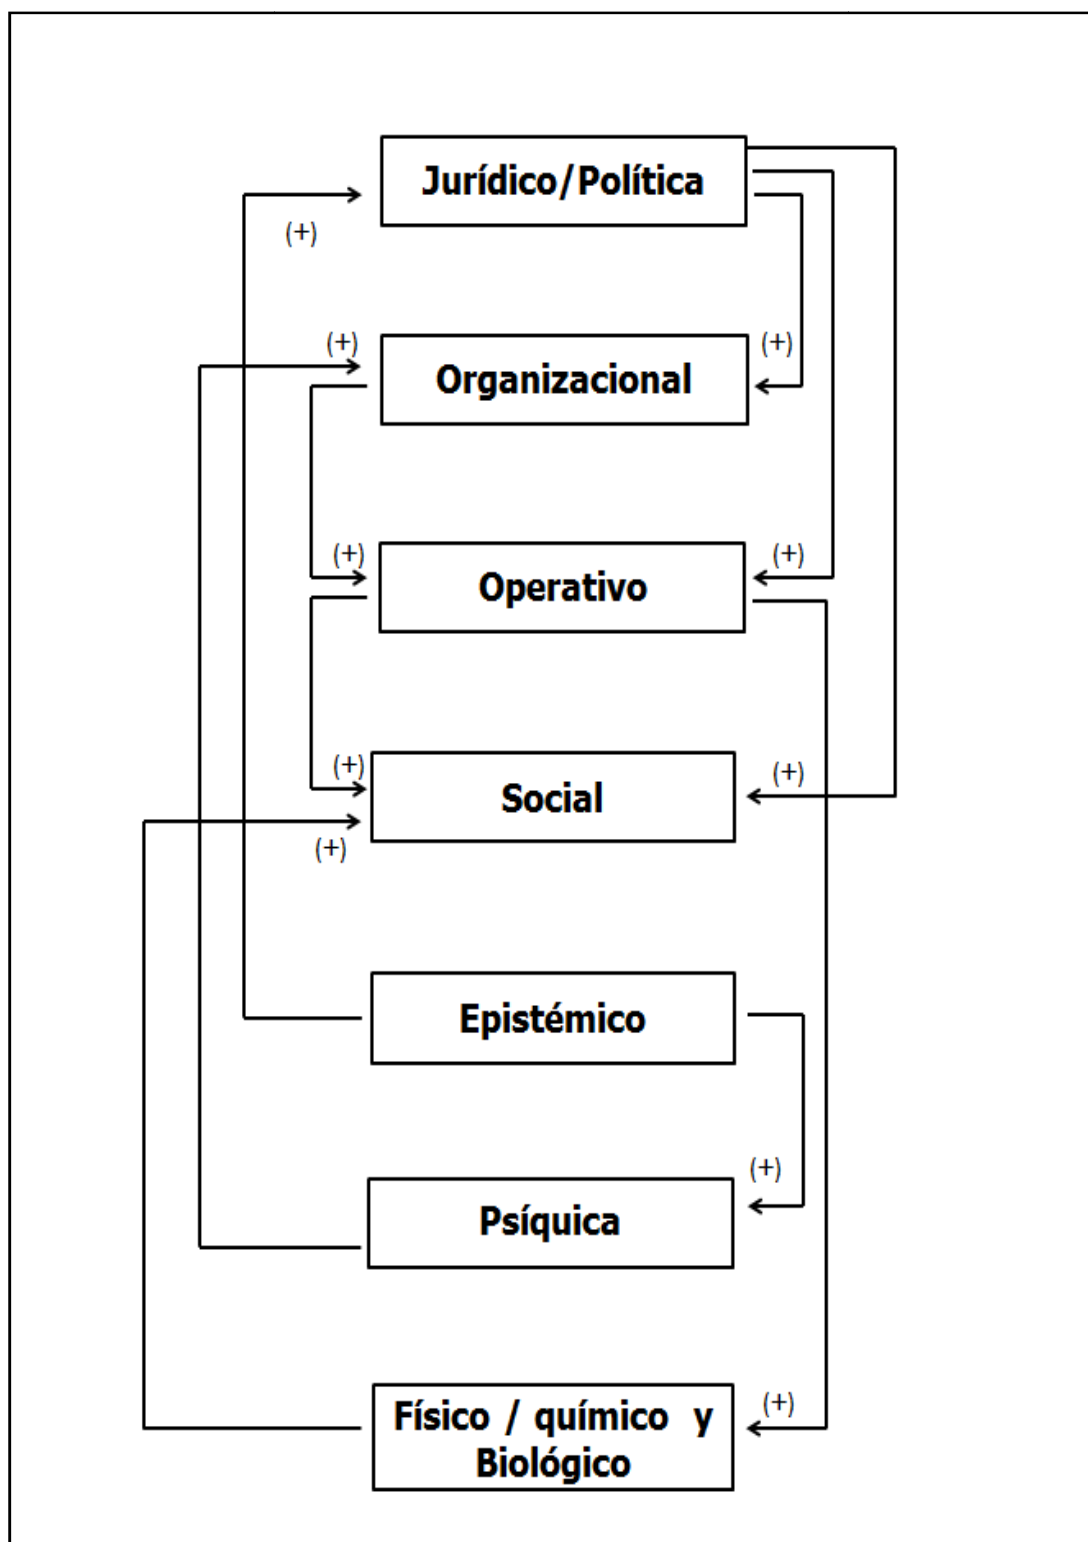 Jurídico/Política
(+)
(+)
(+)
Organizacional
(+)
(+)
Operativo
(+)
(+)
Social
(+)
Epistémico
(+)
Psíquica
(+)
Físico / químico y
Biológico